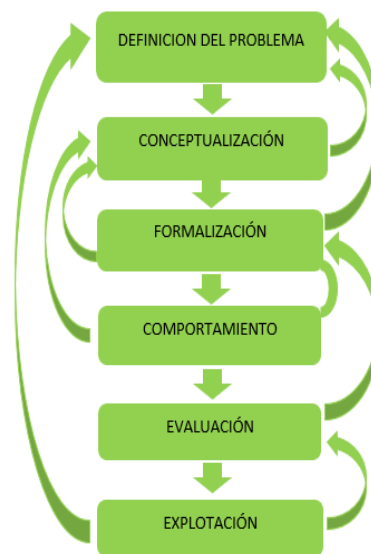 DEFINICION DEL PROBLEMA
CONCEPTUALIZACIÓN
FORMALIZACIÓN
COMPORTAMIENTO
EVALUACIÓN
EXPLOTACIÓN